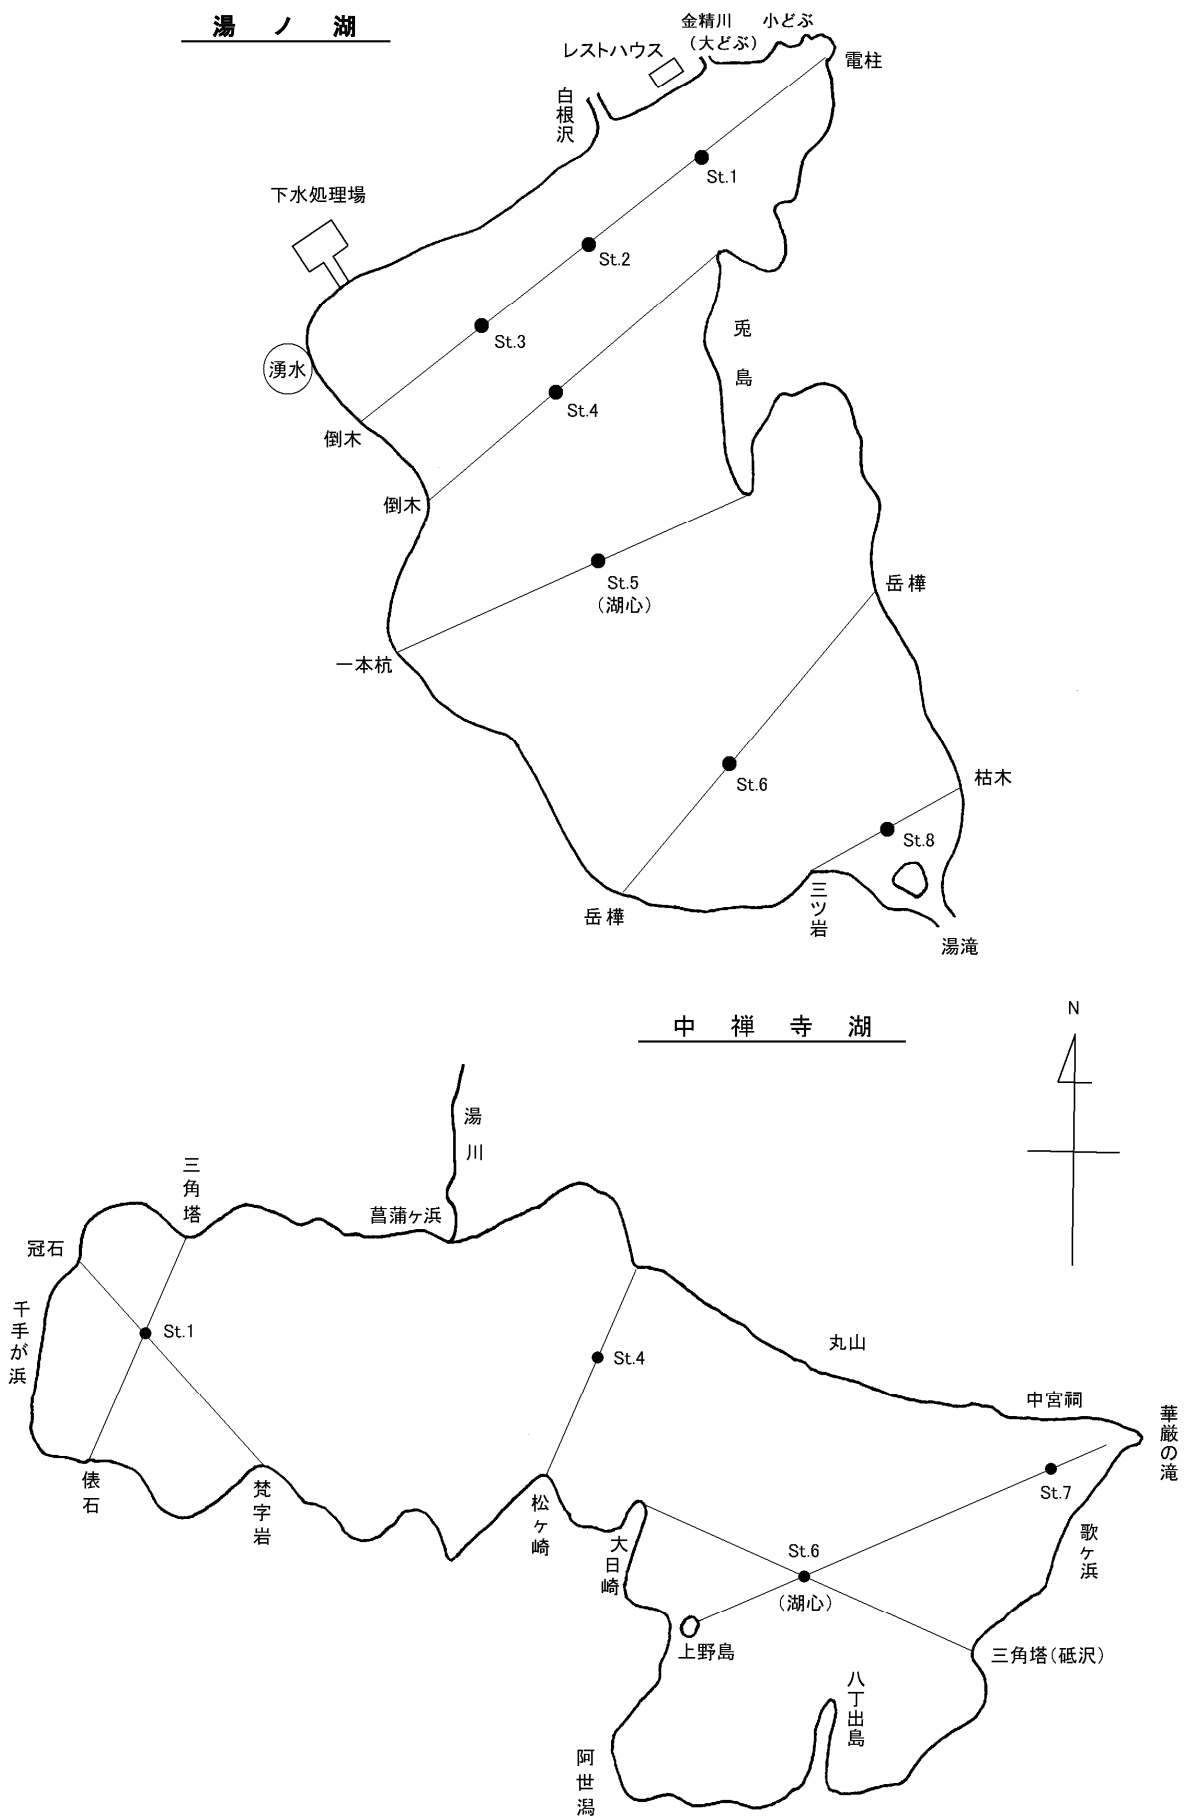 湯ノ湖
金精川
(大どぶ)
小どぶ
レストハウス
電柱
白根沢
St.1
下水処理場
St.2
St.3
兎島
湧水
St.4
倒木
倒木
St.5
(湖心)
岳樺
一本杭
St.6
枯木
St.8
岳樺
三ツ岩
湯滝
中禅寺湖
N
湯川
三角塔
菖蒲ヶ浜
冠石
千手が浜
St.1
St.4
丸山
中宮祠
華厳の滝
俵石
梵字岩
松ヶ崎
大日崎
St.7
歌ヶ浜
St.6
(湖心)
上野島
三角塔(砥沢)
八丁出島
阿世潟